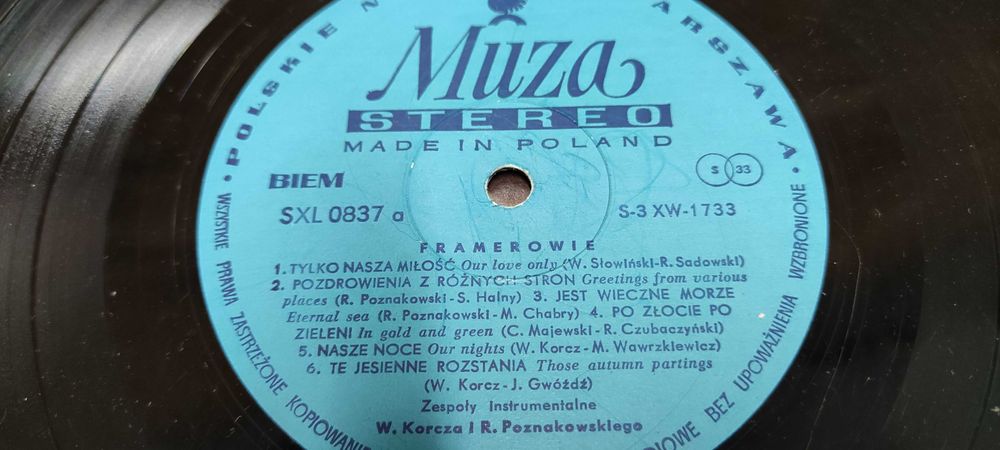 POLSKIE N
ARSZAWA
Muza
STEREO
MADE IN POLAND
BIEM
S 33
SXL 0837 a
S-3 XW-1733
FRAMEROWIE
1. TYLKO NASZA MIŁOŚĆ Our love only (W. Słowiński-R. Sadowski)
2. POZDROWIENIA Z RÓŻNYCH STRON Greetings from various
places (R. Poznakowski-S. Halny) 3. JEST WIECZNE MORZE
Eternal sea (R. Poznakowski-M. Chabry) 4. PO ZŁOCIE PO
ZIELENI In gold and green (C. Majewski-R. Czubaczyński)
5. NASZE NOCE Our nights (W. Korcz-M. Wawrzkiewicz)
6. TE JESIENNE ROZSTANIA Those autumn partings
(W. Korcz-J. Gwóźdź)
Zespoły Instrumentalne
W. Korcza i R. Poznakowskiego
WSZYSTKIE PRAWA ZASTRZEŻONE KOPIOWANI
DIOWE BEZ UPOWAŻNIENIA WZBRONIONE